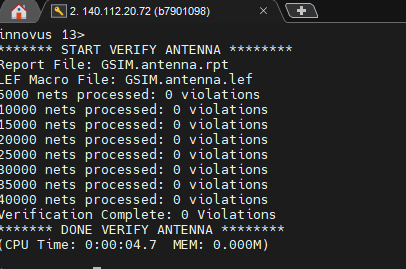 2. 140.112.20.72 (b7901098)
innovus 13>
******* START VERIFY ANTENNA ********
Report File: GSIM.antenna.rpt
LEF Macro File: GSIM.antenna.lef
5000 nets processed: 0 violations
10000 nets processed: 0 violations
15000 nets processed: 0 violations
20000 nets processed: 0 violations
25000 nets processed: 0 violations
30000 nets processed: 0 violations
35000 nets processed: 0 violations
40000 nets processed: 0 violations
Verification Complete: 0 Violations
******* DONE VERIFY ANTENNA ********
(CPU Time: 0:00:04.7  MEM: 0.000M)